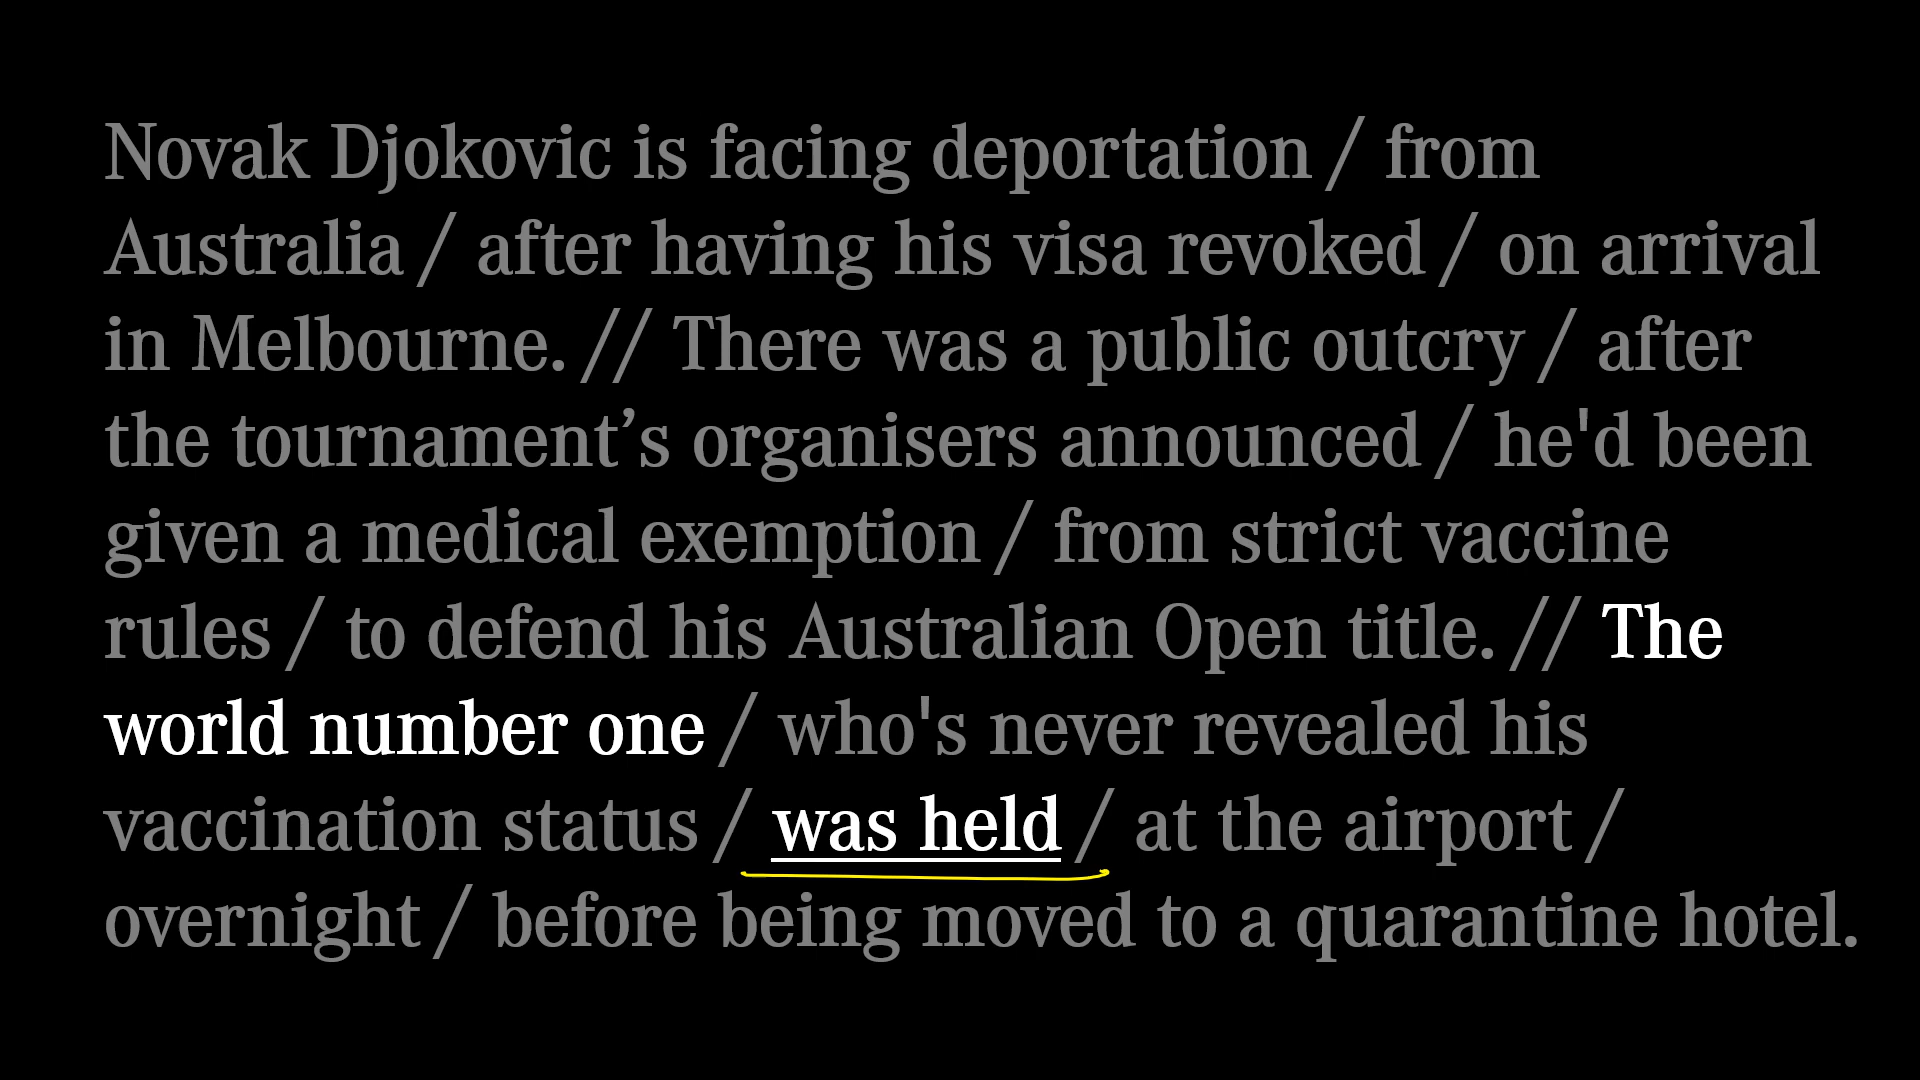 Novak Djokovic is facing deportation / from
Australia / after having his visa revoked / on arrival
in Melbourne. // There was a public outcry / after
the tournament’s organisers announced / he'd been
given a medical exemption / from strict vaccine
rules / to defend his Australian Open title. // The
world number one / who's never revealed his
vaccination status / was held / at the airport /
overnight / before being moved to a quarantine hotel.